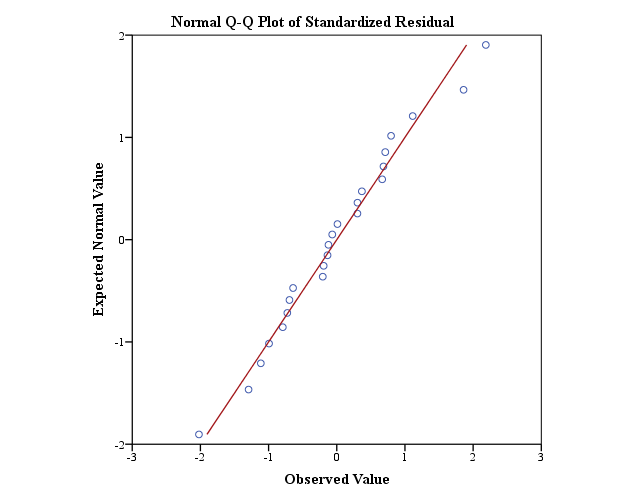 Normal Q-Q Plot of Standardized Residual
Expected Normal Value
2
1
0
-1
-2
-3 -2 -1 0 1 2 3
Observed Value